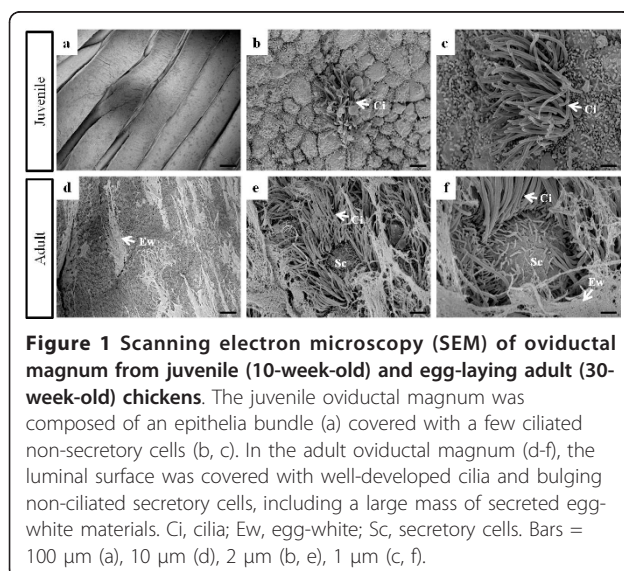 Juvenile
a
b
Ci
c
Ci
Adult
d
Ew
e
Ci
Sc
f
Ci
Sc
Ew
Figure 1 Scanning electron microscopy (SEM) of oviductal
magnum from juvenile (10-week-old) and egg-laying adult (30-
week-old) chickens. The juvenile oviductal magnum was
composed of an epithelia bundle (a) covered with a few ciliated
non-secretory cells (b, c). In the adult oviductal magnum (d-f), the
luminal surface was covered with well-developed cilia and bulging
non-ciliated secretory cells, including a large mass of secreted egg-
white materials. Ci, cilia; Ew, egg-white; Sc, secretory cells. Bars =
100 μm (a), 10 μm (d), 2 μm (b, e), 1 μm (c, f).